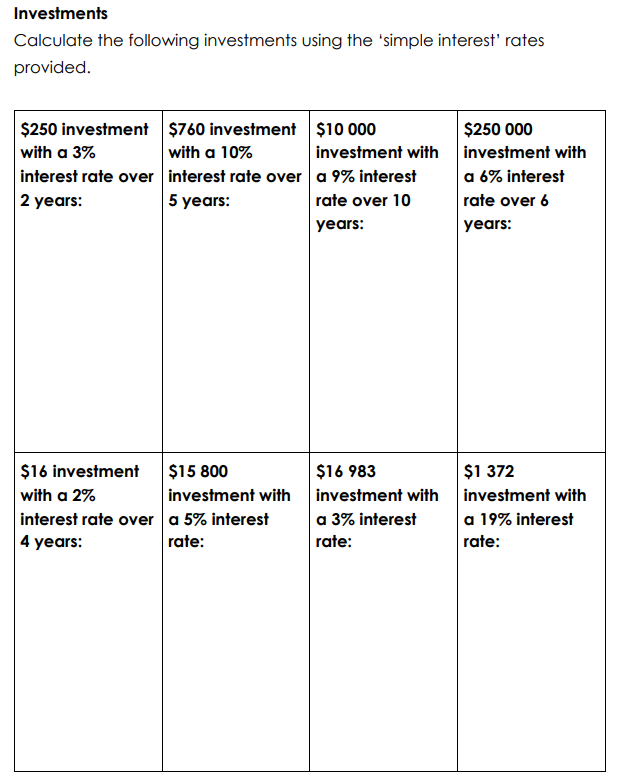 Investments
Calculate the following investments using the ‘simple interest’ rates
provided.
$250 investment
with a 3%
interest rate over
2 years:
$760 investment
with a 10%
interest rate over
5 years:
$10 000
investment with
a 9% interest
rate over 10
years:
$250 000
investment with
a 6% interest
rate over 6
years:
$16 investment
with a 2%
interest rate over
4 years:
$15 800
investment with
a 5% interest
rate:
$16 983
investment with
a 3% interest
rate:
$1 372
investment with
a 19% interest
rate: